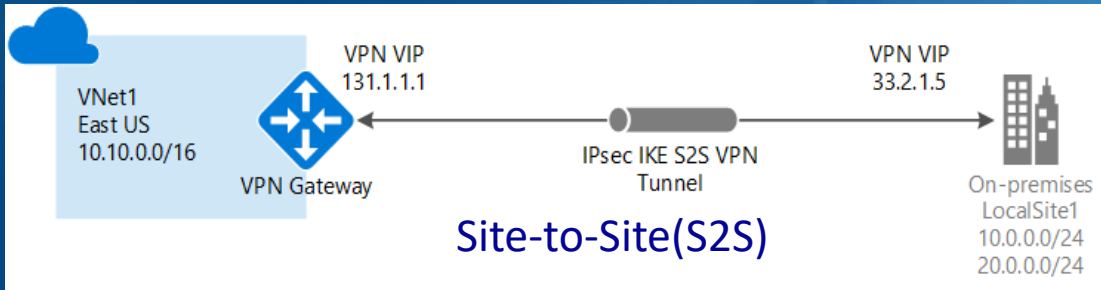 VNet1
East US
10.10.0.0/16
VPN VIP
131.1.1.1
VPN Gateway
IPsec IKE S2S VPN
Tunnel
VPN VIP
33.2.1.5
On-premises
LocalSite1
10.0.0.0/24
20.0.0.0/24
Site-to-Site(S2S)